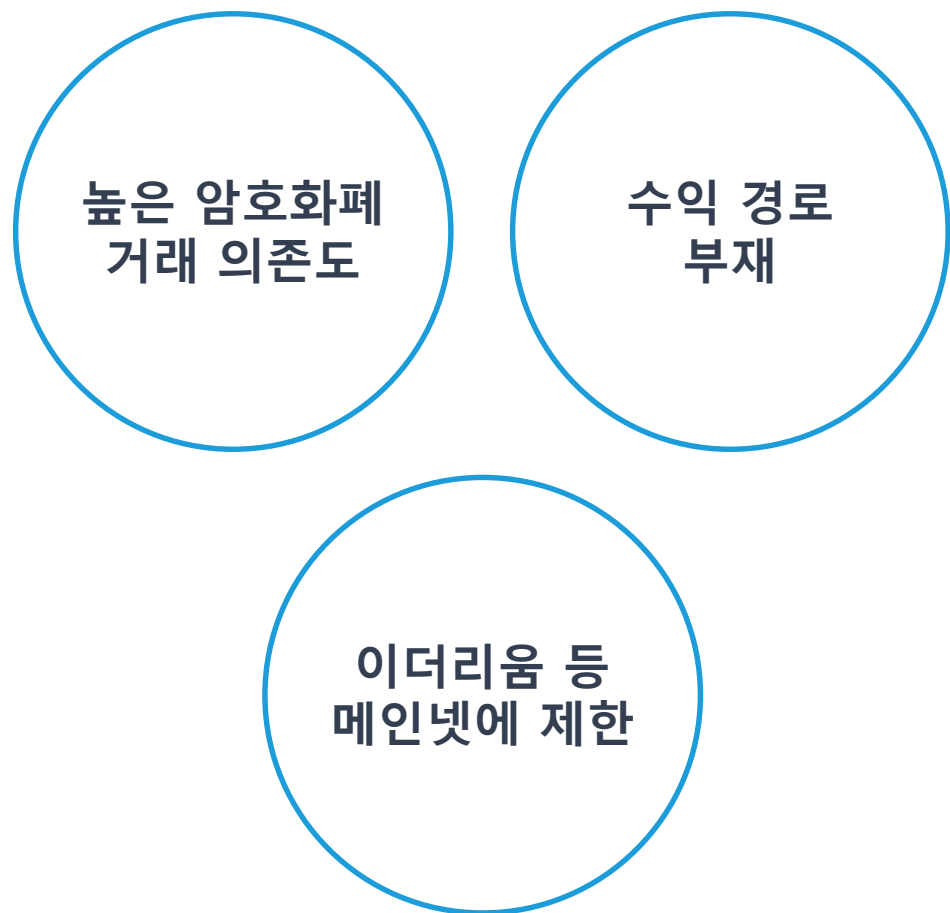 높은 암호화폐
거래 의존도
수익 경로
부재
이더리움 등
메인넷에 제한